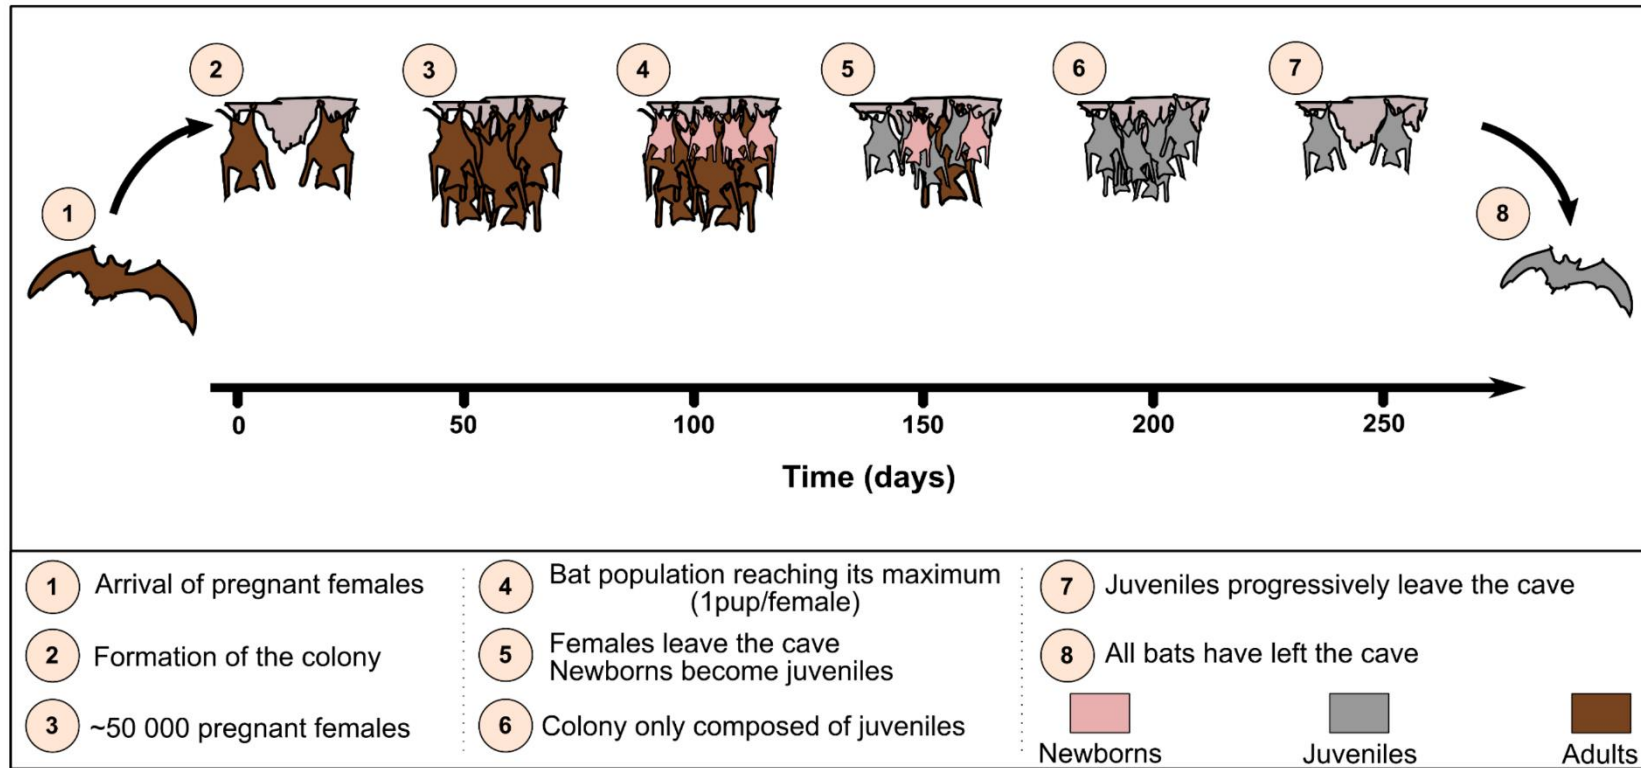 2
3
4
5
6
7
1
8
0
50
100
150
200
250
Time (days)
1 Arrival of pregnant females
2 Formation of the colony
3 ~50 000 pregnant females
4 Bat population reaching its maximum
(1pup/female)
5 Females leave the cave
Newborns become juveniles
6 Colony only composed of juveniles
7 Juveniles progressively leave the cave
8 All bats have left the cave
Newborns
Juveniles
Adults